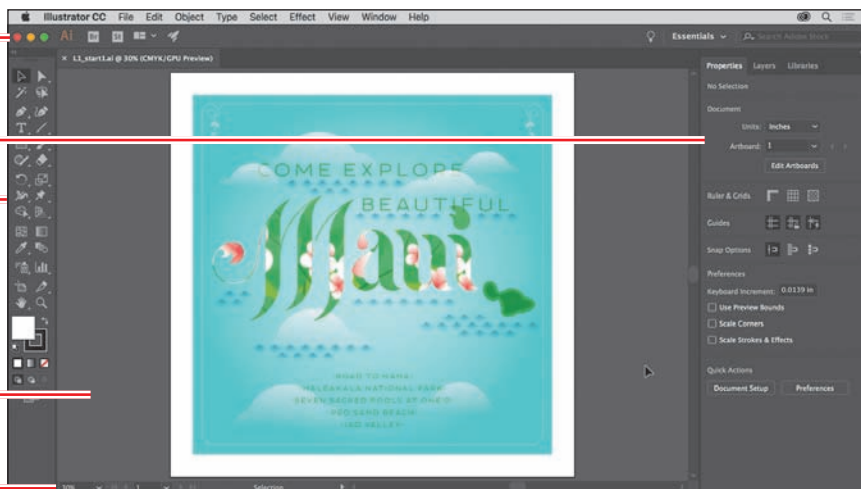 Illustrator CC File Edit Object Type Select Effect View Window Help
Ai Br St Essentials Search Adobe Stock
× L1_start1.ai @ 30% (CMYK/GPU Preview)
Properties Layers Libraries
No Selection
Document
Units: Inches
Artboard: 1
Edit Artboards
Ruler & Grids
Guides
Snap Options
Preferences
Keyboard Increment: 0.0139 in
Use Preview Bounds
Scale Corners
Scale Strokes & Effects
Quick Actions
Document Setup Preferences
COME EXPLORE
BEAUTIFUL
Maui
ROAD TO HANA
HALEAKALA NATIONAL PARK
SEVEN SACRED POOLS AT OHE'O
RED SAND BEACH
IAO VALLEY
30% 1 Selection